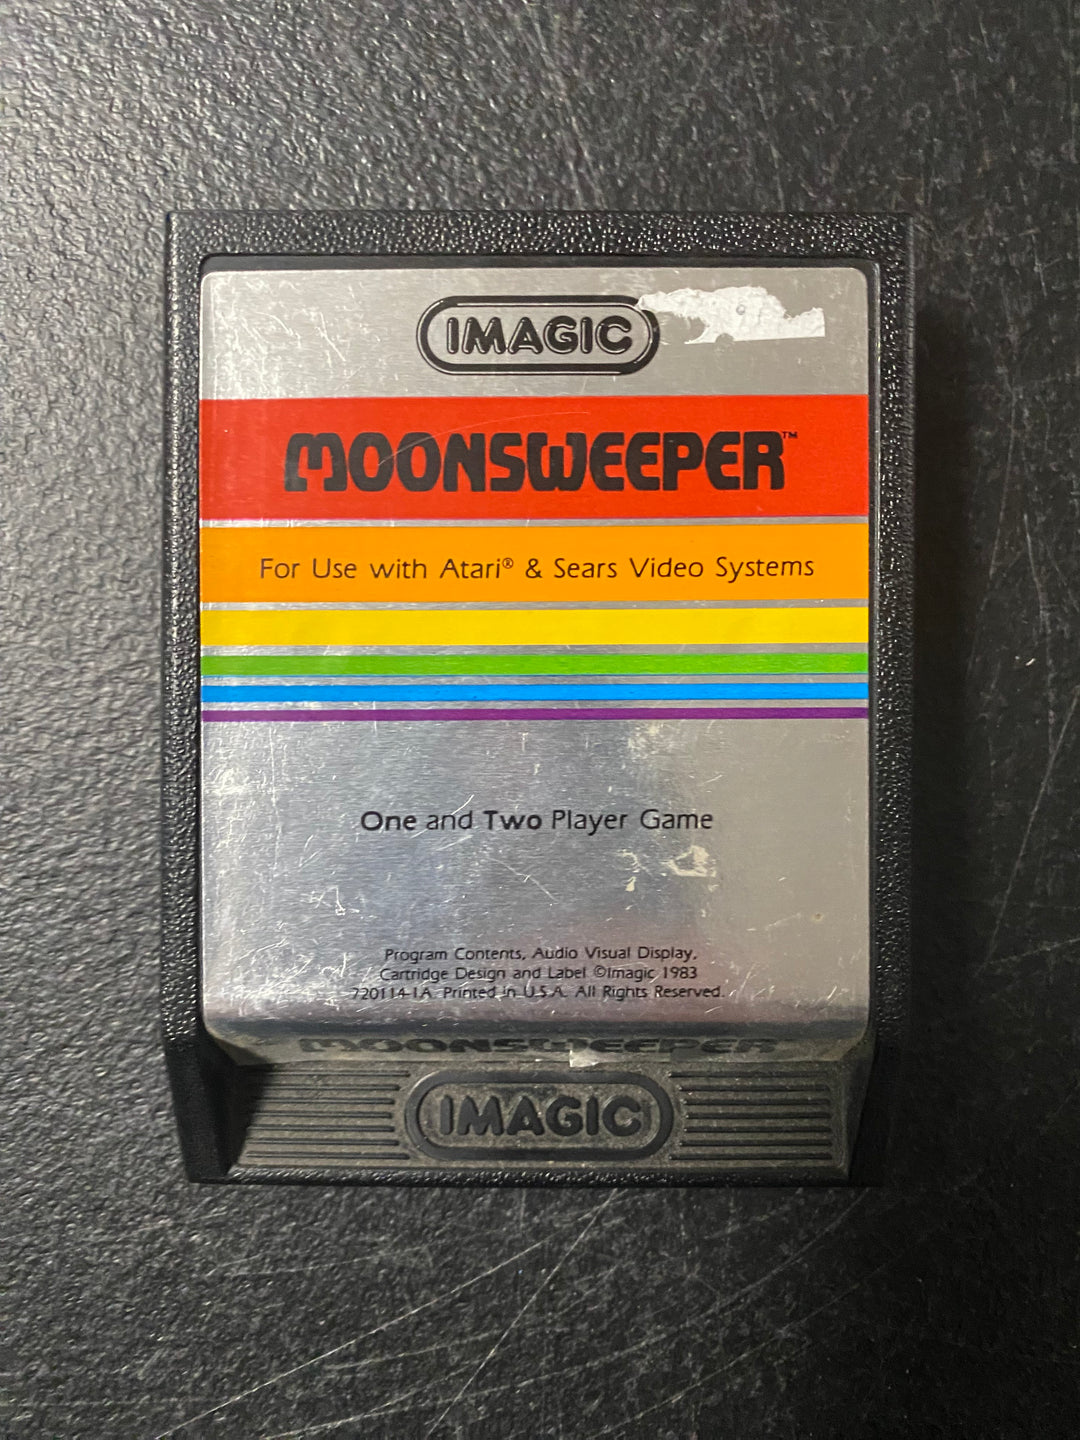 IMAGIC
MOONSWEEPER™
For Use with Atari® & Sears Video Systems
One and Two Player Game
Program Contents, Audio Visual Display,
Cartridge Design and Label ©Imagic 1983
720114-1A Printed in U.S.A. All Rights Reserved.
MOONSWEEPER
IMAGIC